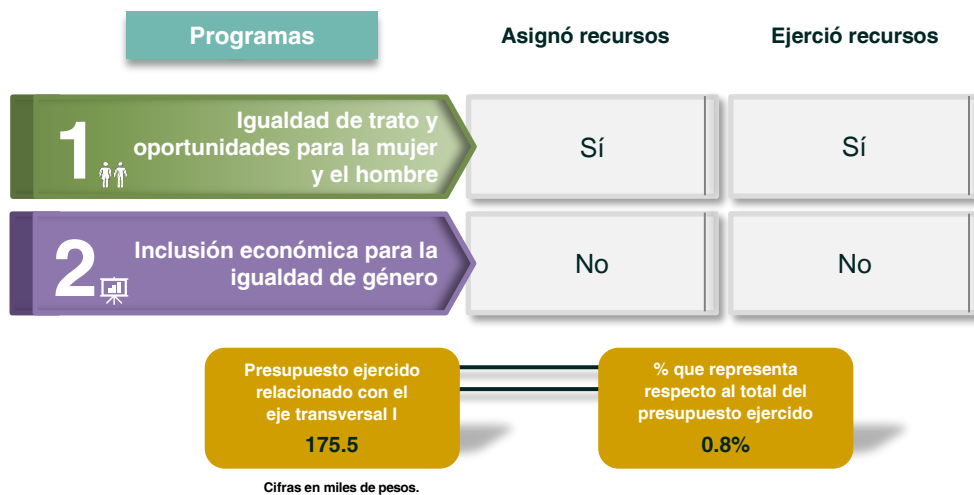 Programas
Asignó recursos
Ejerció recursos
1
Igualdad de trato y
oportunidades para la mujer
y el hombre
Sí
Sí
2
Inclusión económica para la
igualdad de género
No
No
Presupuesto ejercido
relacionado con el
eje transversal I
175.5
% que representa
respecto al total del
presupuesto ejercido
0.8%
Cifras en miles de pesos.